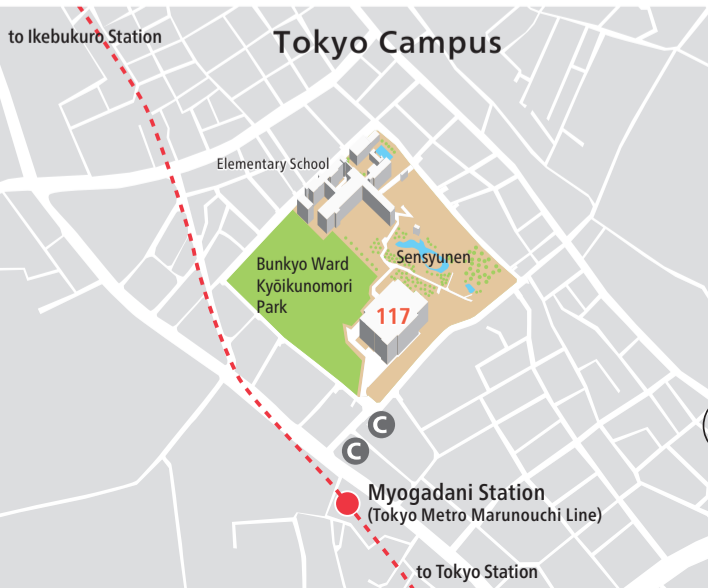 to Ikebukuro Station
Tokyo Campus
Elementary School
Bunkyo Ward
Kyōikunomori
Park
Sensyunen
117
C
C
Myogadani Station
(Tokyo Metro Marunouchi Line)
to Tokyo Station